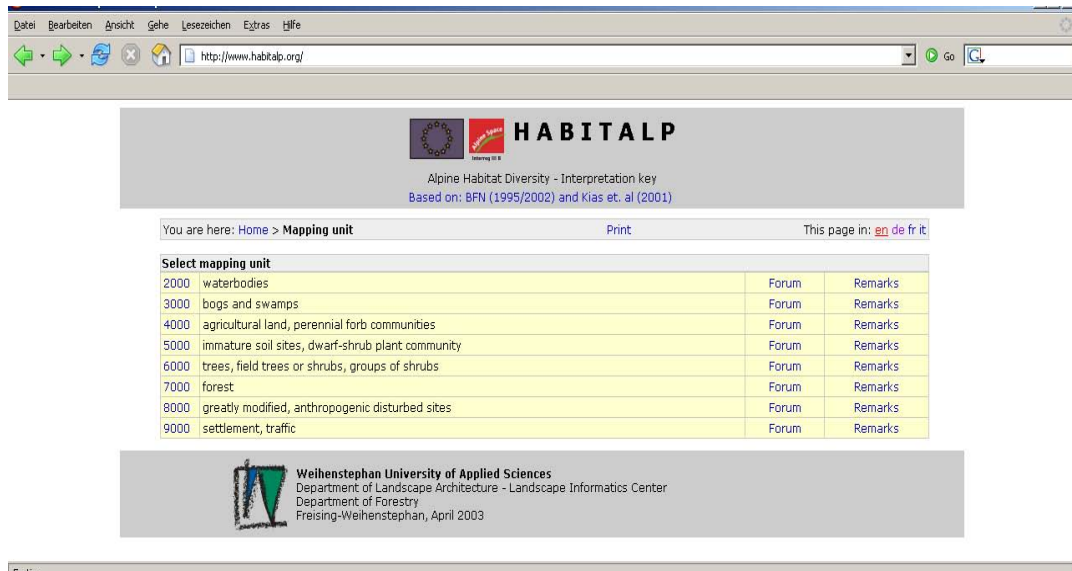 Datei Bearbeiten Ansicht Gehe Lesezeichen Extras Hilfe
http://www.habitalp.org/ Go G
Alpine Space
Interreg III B
HABITALP
Alpine Habitat Diversity - Interpretation key
Based on: BFN (1995/2002) and Kias et. al (2001)
You are here: Home > Mapping unit Print This page in: en de fr it
Select mapping unit
2000 waterbodies Forum Remarks
3000 bogs and swamps Forum Remarks
4000 agricultural land, perennial forb communities Forum Remarks
5000 immature soil sites, dwarf-shrub plant community Forum Remarks
6000 trees, field trees or shrubs, groups of shrubs Forum Remarks
7000 forest Forum Remarks
8000 greatly modified, anthropogenic disturbed sites Forum Remarks
9000 settlement, traffic Forum Remarks
Weihenstephan University of Applied Sciences
Department of Landscape Architecture - Landscape Informatics Center
Department of Forestry
Freising-Weihenstephan, April 2003